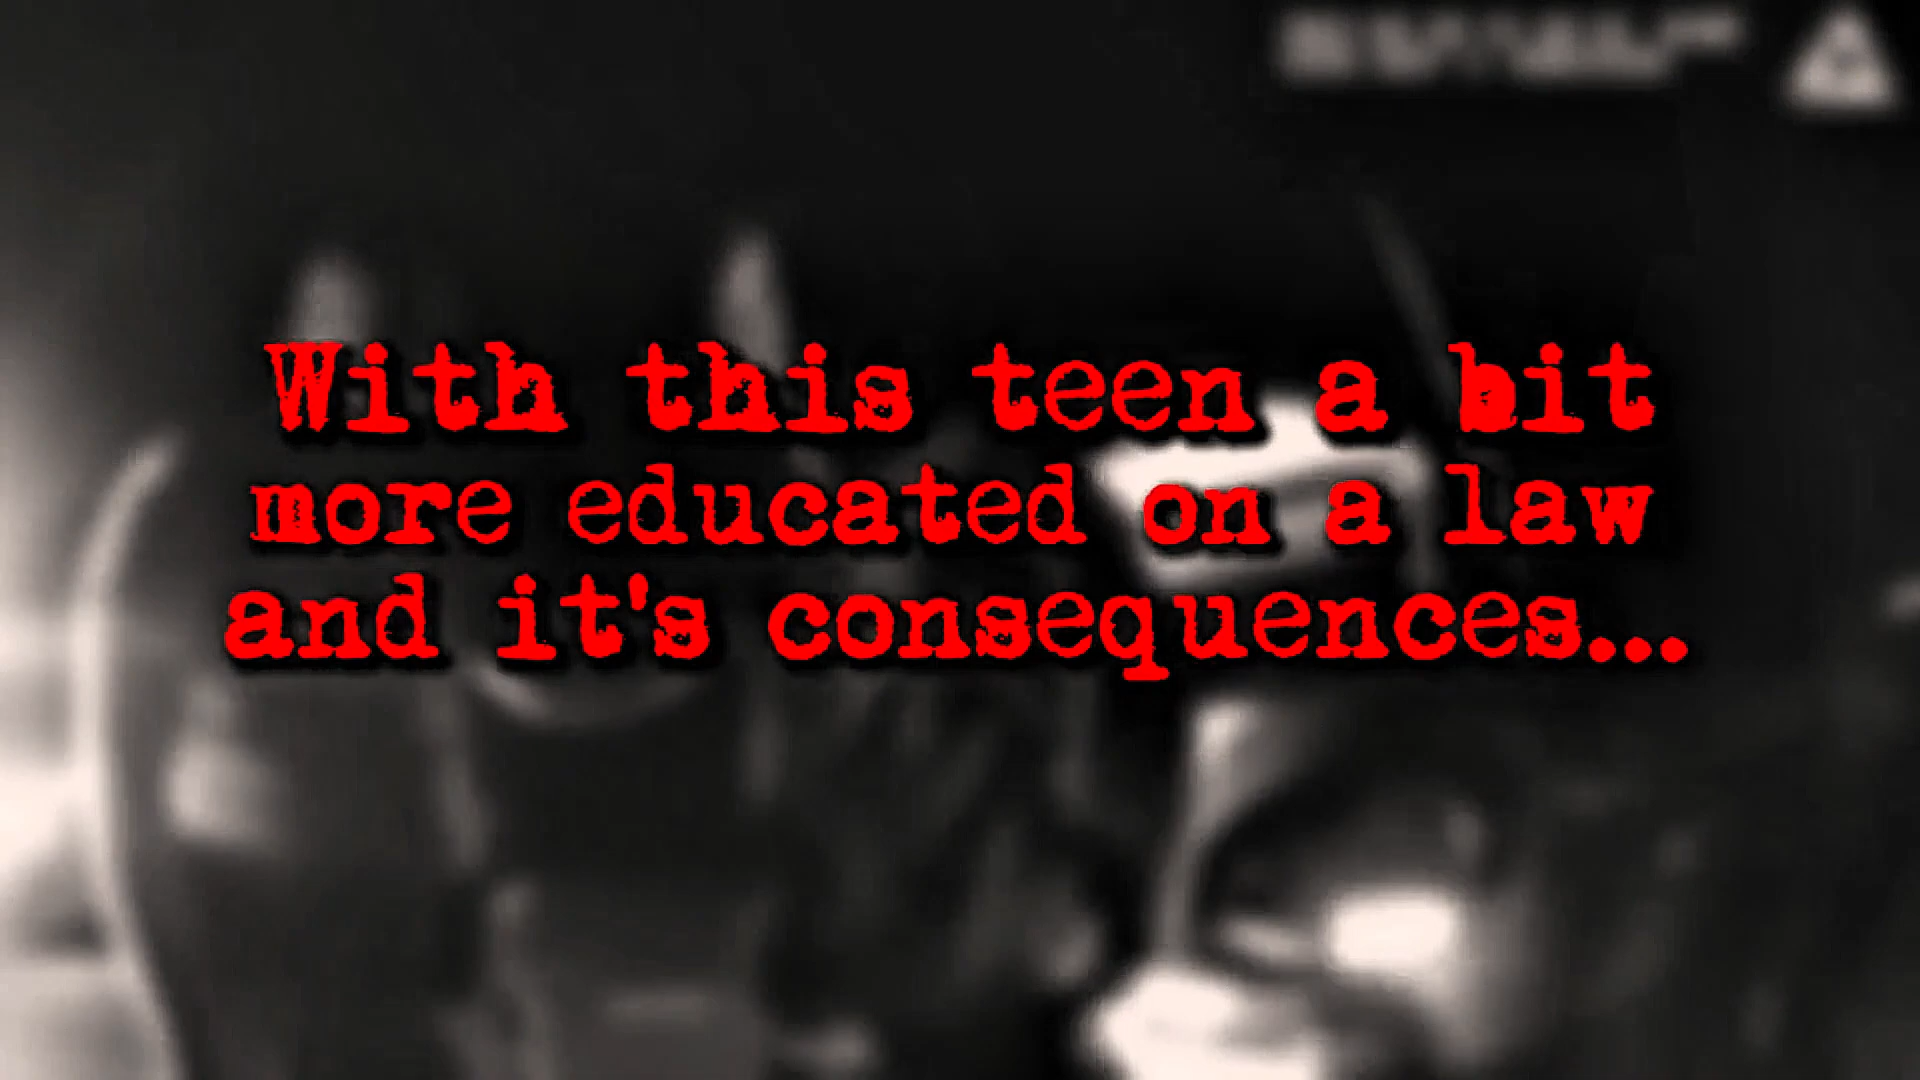 With this teen a bit
more educated on a law
and it's consequences...